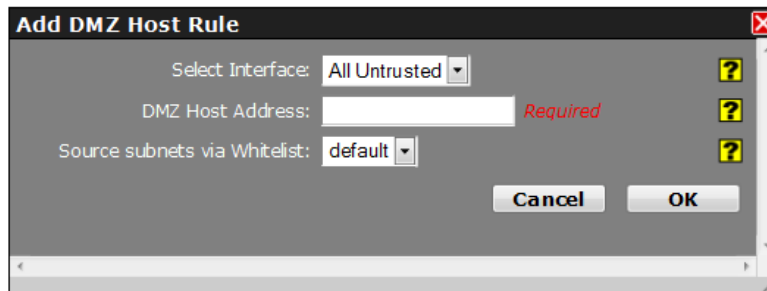 Add DMZ Host Rule
Select Interface: All Untrusted ?
DMZ Host Address: Required ?
Source subnets via Whitelist: default ?
Cancel OK